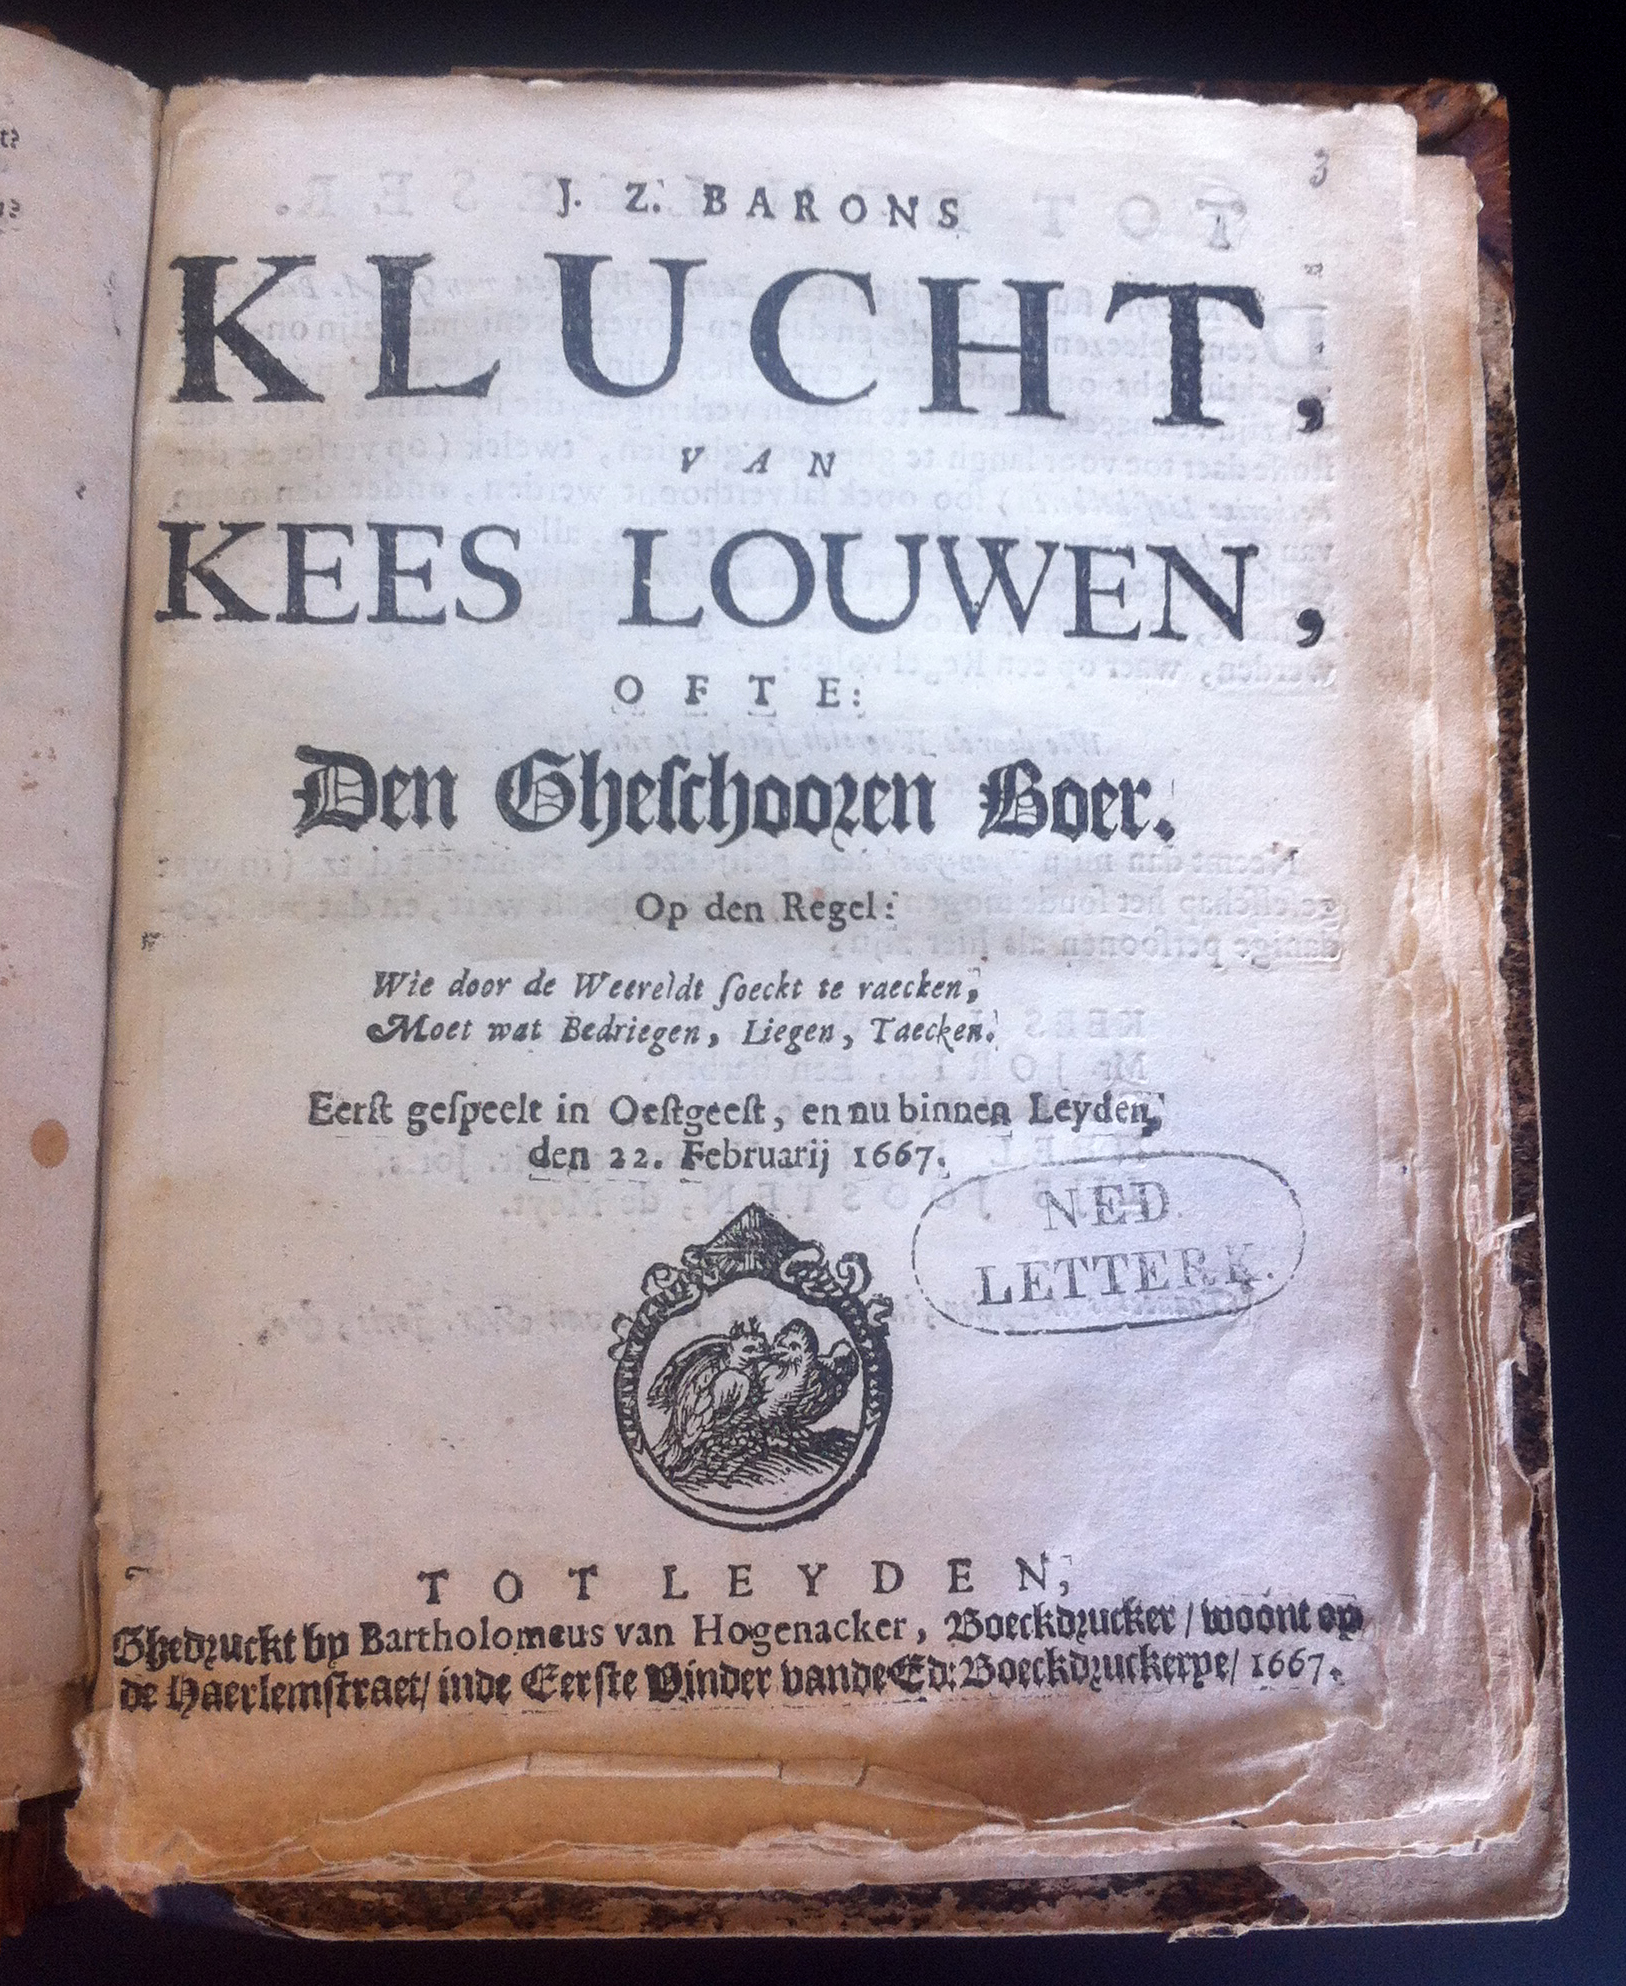 3
J. Z. BARONS
KLUCHT,
VAN
KEES LOUWEN,
OFTE:
Den Gheſchooren Boer.
Op den Regel:
Wie door de Weereldt ſoeckt te raecken,
Moet wat Bedriegen, Liegen, Taecken.
Eerſt geſpeelt in Oeſtgeeſt, en nu binnen Leyden,
den 22. Februarij 1667.
NED.
LETTERK.
TOT LEYDEN,
Ghedruckt by Bartholomeus van Hogenacker, Boeckdrucker / woont op
de Haerlemſtraet / inde Eerſte Vinder vande Ed: Boeckdruckerye / 1667.